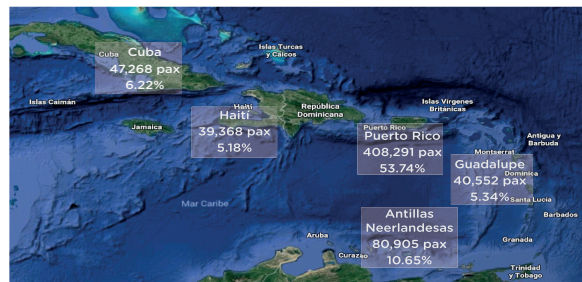 Cuba
Cuba
47,268 pax
6.22%
Islas Turcas
y Caicos
Islas Caimán
Jamaica
Haití
Haití
39,368 pax
5.18%
República
Dominicana
Islas Vírgenes
Británicas
Puerto Rico
Puerto Rico
408,291 pax
53.74%
Antigua y
Barbuda
Montserrat
Guadalupe
Dominica
40,552 pax
5.34%
Santa Lucía
Barbados
Mar Caribe
Antillas
Neerlandesas
80,905 pax
10.65%
Aruba
Curazao
Granada
Trinidad
y Tobago